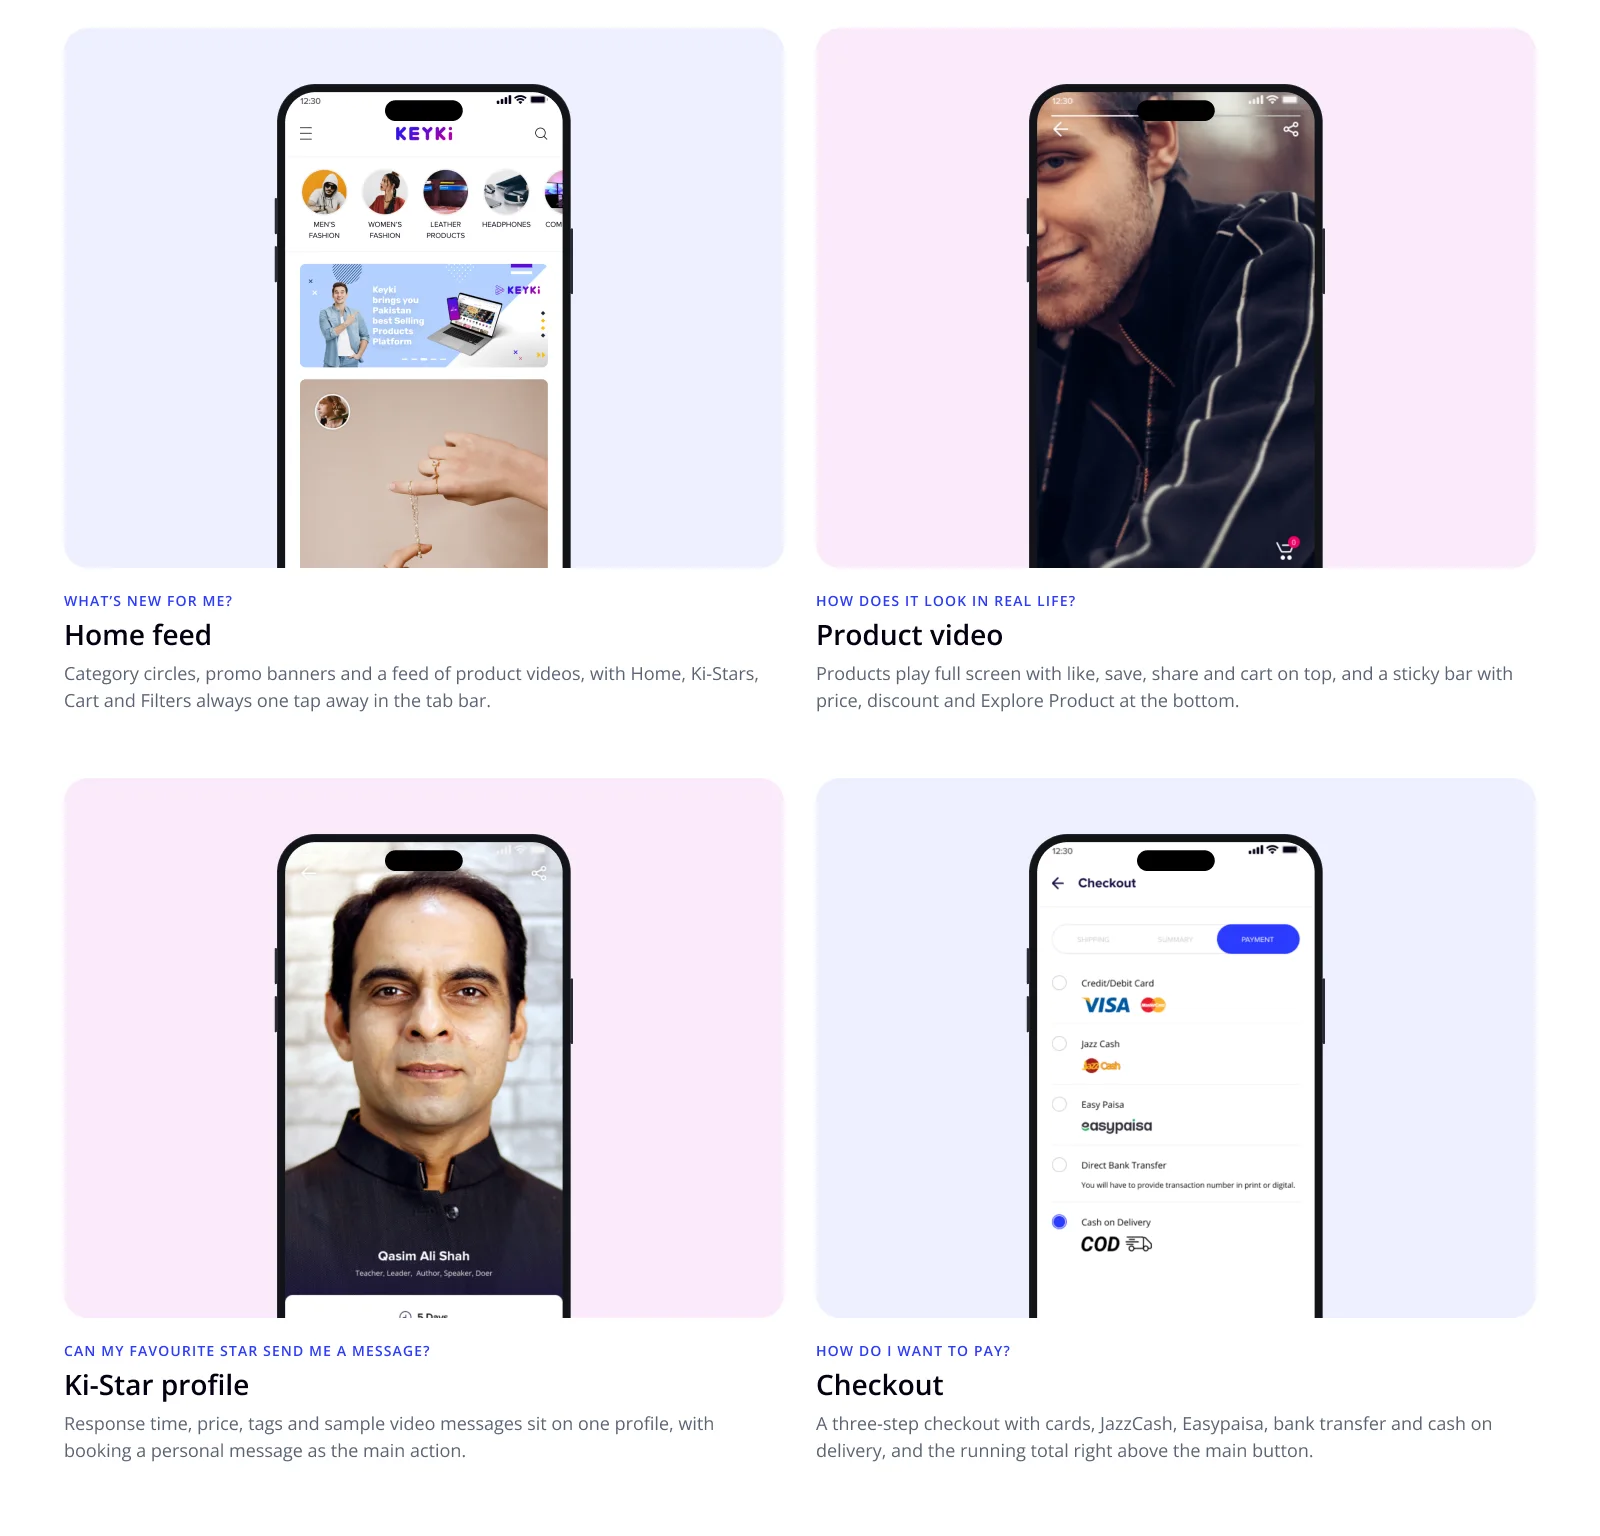 12:30
KEYKi
MEN'S
FASHION
WOMEN'S
FASHION
LEATHER
PRODUCTS
HEADPHONES
COM
Keyki
brings you
Pakistan
best Selling
Products
Platform
KEYKi
12:30
0
WHAT'S NEW FOR ME?
Home feed
Category circles, promo banners and a feed of product videos, with Home, Ki-Stars,
Cart and Filters always one tap away in the tab bar.
HOW DOES IT LOOK IN REAL LIFE?
Product video
Products play full screen with like, save, share and cart on top, and a sticky bar with
price, discount and Explore Product at the bottom.
Qasim Ali Shah
Teacher, Leader, Author, Speaker, Doer
5 Days
12:30
Checkout
SHIPPING SUMMARY PAYMENT
Credit/Debit Card
VISA MasterCard
Jazz Cash
Jazz Cash
Easy Paisa
easypaisa
Direct Bank Transfer
You will have to provide transaction number in print or digital.
Cash on Delivery
COD
CAN MY FAVOURITE STAR SEND ME A MESSAGE?
Ki-Star profile
Response time, price, tags and sample video messages sit on one profile, with
booking a personal message as the main action.
HOW DO I WANT TO PAY?
Checkout
A three-step checkout with cards, JazzCash, Easypaisa, bank transfer and cash on
delivery, and the running total right above the main button.